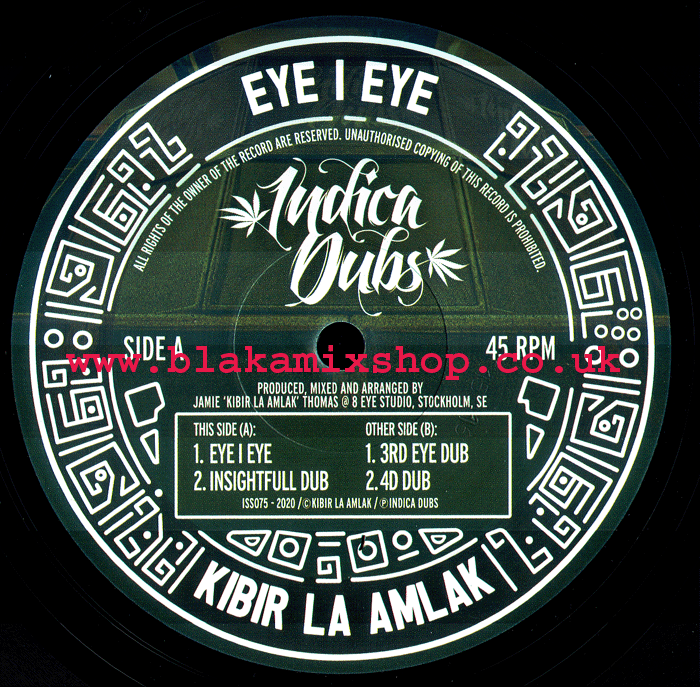 EYE I EYE
ALL RIGHTS OF THE OWNER OF THE RECORD ARE RESERVED. UNAUTHORISED COPYING OF THIS RECORD IS PROHIBITED.
Indica
Dubs
SIDE A
45 RPM
www.blakamixshop.co.uk
PRODUCED, MIXED AND ARRANGED BY
JAMIE 'KIBIR LA AMLAK' THOMAS @ 8 EYE STUDIO, STOCKHOLM, SE
THIS SIDE (A):
1. EYE I EYE
2. INSIGHTFULL DUB
OTHER SIDE (B):
1. 3RD EYE DUB
2. 4D DUB
ISS075 - 2020 / © KIBIR LA AMLAK / ℗ INDICA DUBS
KIBIR LA AMLAK